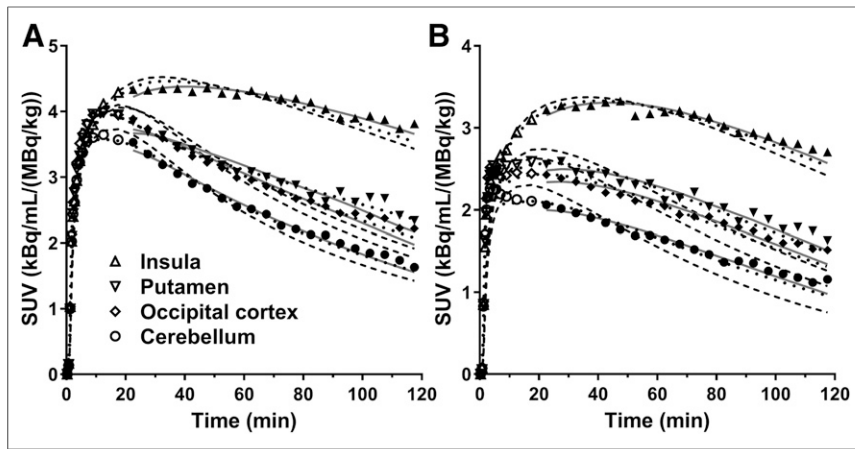 A
B
SUV (kBq/mL/(MBq/kg))
5
4
3
2
1
0
Insula
Putamen
Occipital cortex
Cerebellum
0 20 40 60 80 100 120
Time (min)
SUV (kBq/mL/(MBq/kg))
4
3
2
1
0
0 20 40 60 80 100 120
Time (min)